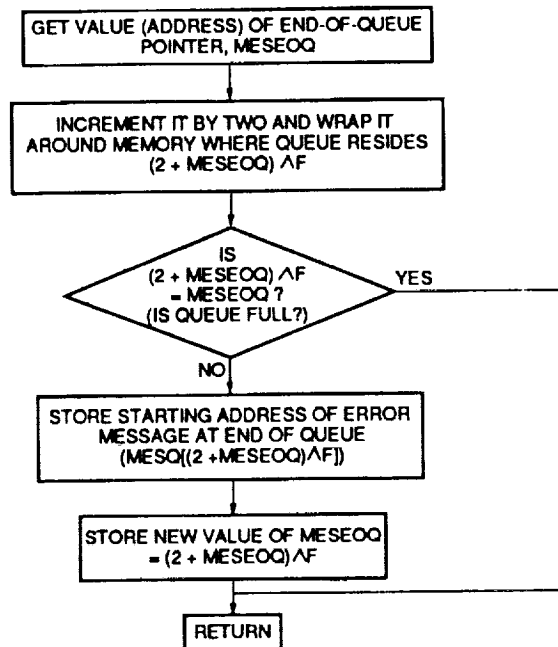 GET VALUE (ADDRESS) OF END-OF-QUEUE
POINTER, MESEOQ
INCREMENT IT BY TWO AND WRAP IT
AROUND MEMORY WHERE QUEUE RESIDES
(2 + MESEOQ) ∧F
IS
(2 + MESEOQ) ∧F
= MESEOQ ?
(IS QUEUE FULL?)
YES
NO
STORE STARTING ADDRESS OF ERROR
MESSAGE AT END OF QUEUE
(MESQ[(2 +MESEOQ)∧F])
STORE NEW VALUE OF MESEOQ
= (2 + MESEOQ)∧F
RETURN